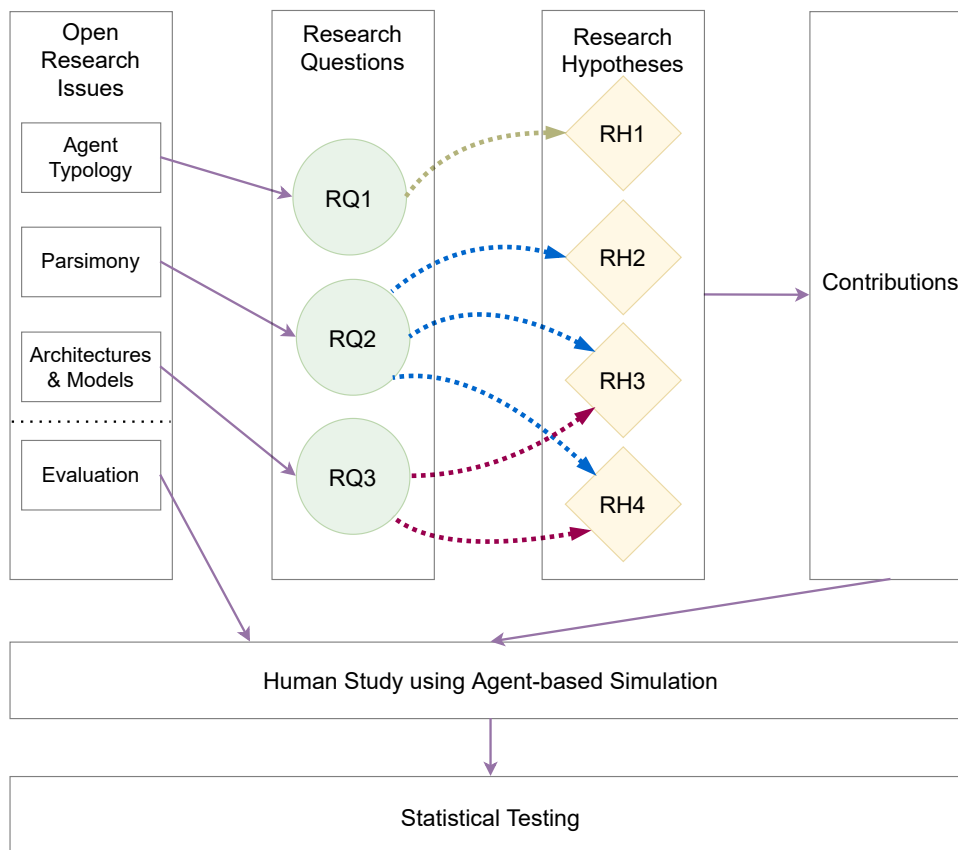 Open
Research
Issues
Agent
Typology
Parsimony
Architectures
& Models
Evaluation
Research
Questions
RQ1
RQ2
RQ3
Research
Hypotheses
RH1
RH2
RH3
RH4
Contributions
Human Study using Agent-based Simulation
Statistical Testing